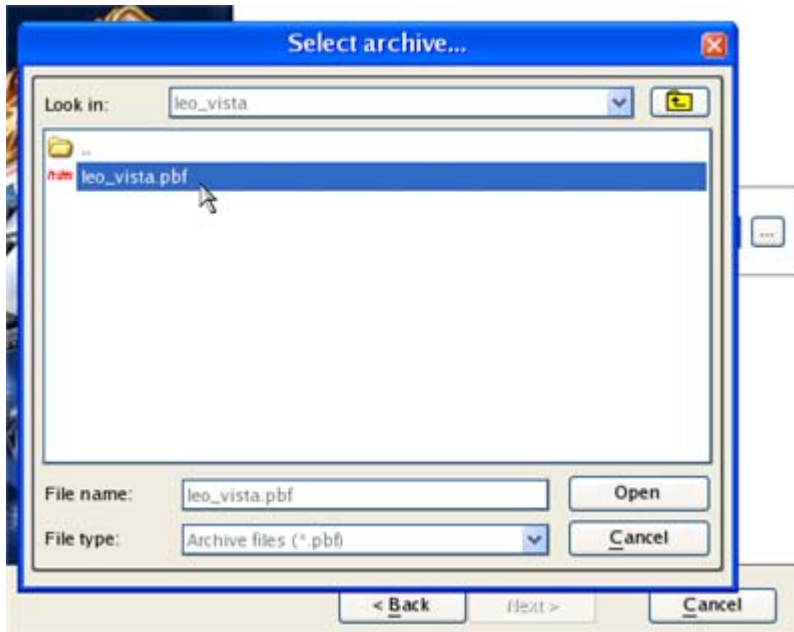 Select archive...
Look in: leo_vista
..
leo_vista.pbf
...
File name: leo_vista.pbf Open
File type: Archive files (*.pbf) Cancel
< Back Next > Cancel